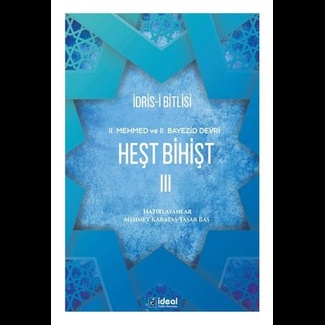 İDRİS-İ BİTLİSİ
II. MEHMED ve II. BAYEZİD DEVRİ
HEŞT BİHİŞT
III
HAZIRLAYANLAR
MEHMET KARATAŞ-YAŞAR BAŞ
ideal